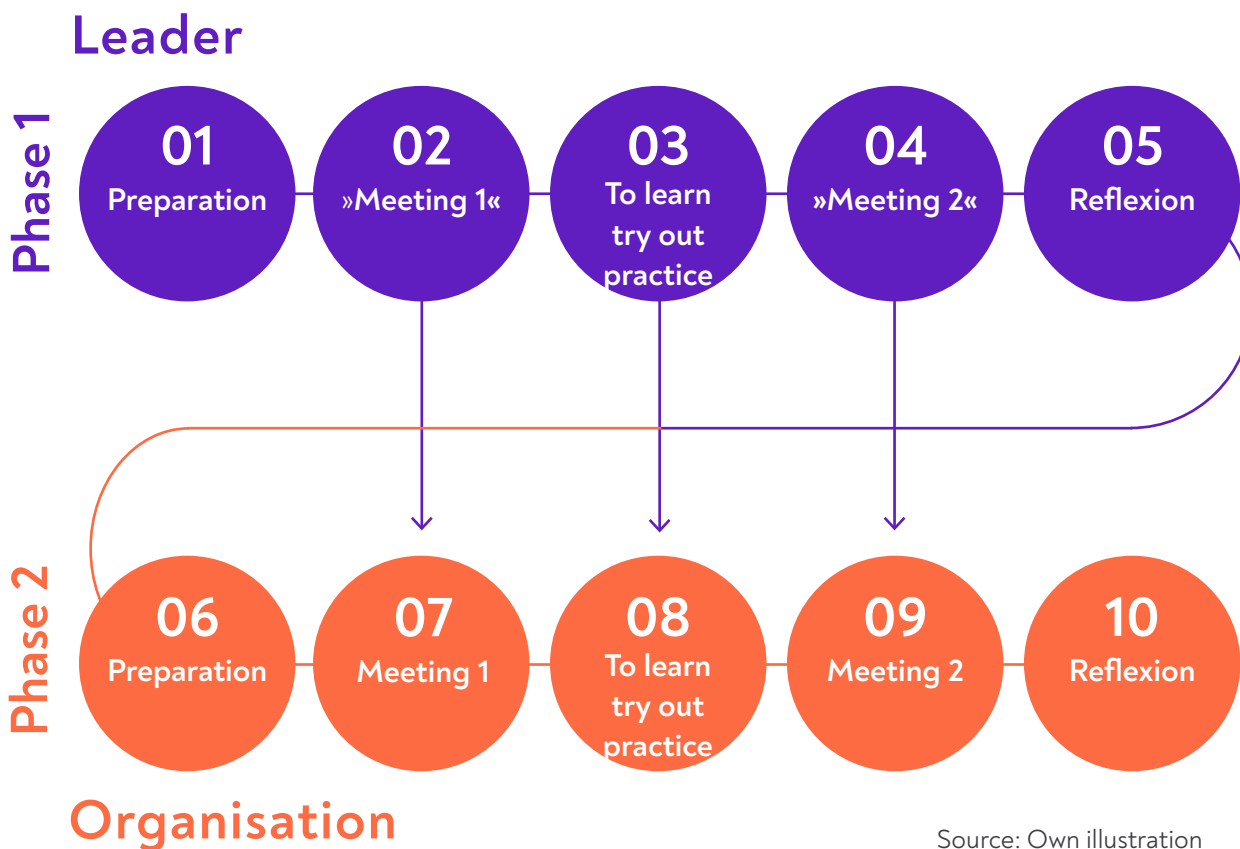 Leader
Phase 1
01
Preparation
02
»Meeting 1«
03
To learn
try out
practice
04
»Meeting 2«
05
Reflexion
Phase 2
06
Preparation
07
Meeting 1
08
To learn
try out
practice
09
Meeting 2
10
Reflexion
Organisation
Source: Own illustration